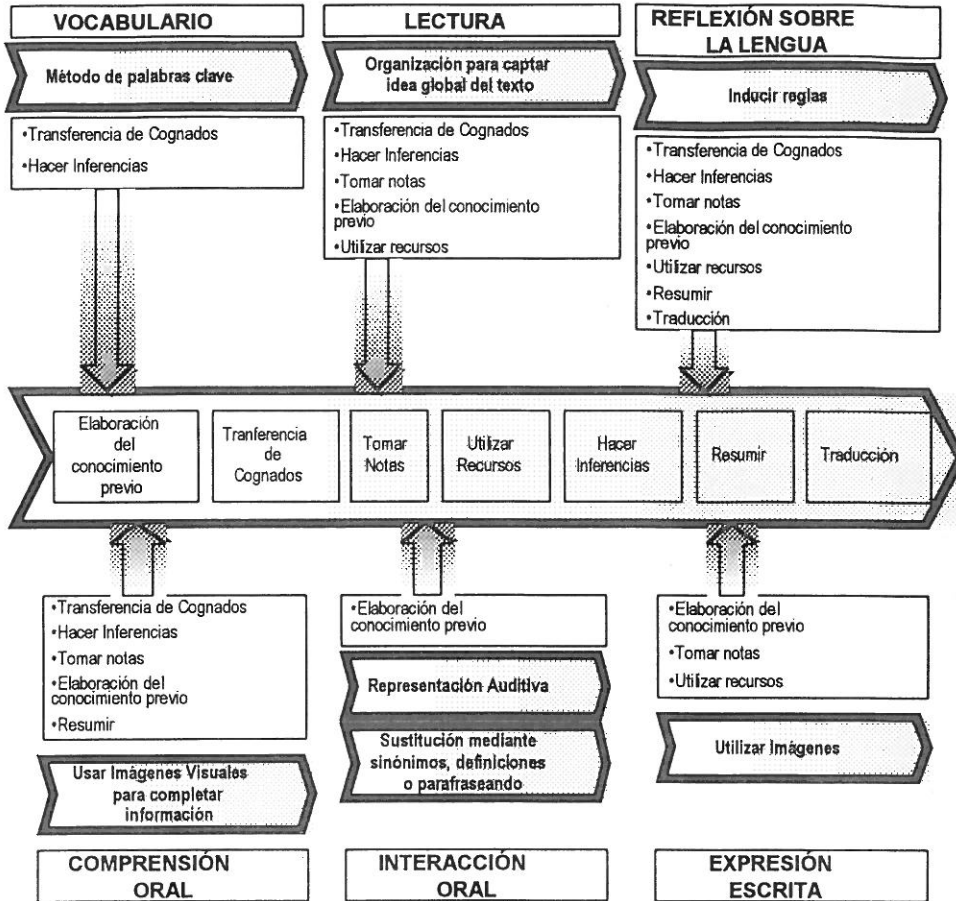 VOCABULARIO
Método de palabras clave
•Transferencia de Cognados
•Hacer Inferencias
LECTURA
Organización para captar
idea global del texto
•Transferencia de Cognados
•Hacer Inferencias
•Tomar notas
•Elaboración del conocimiento
previo
•Utilizar recursos
REFLEXIÓN SOBRE
LA LENGUA
Inducir reglas
•Transferencia de Cognados
•Hacer Inferencias
•Tomar notas
•Elaboración del conocimiento
previo
•Utilizar recursos
•Resumir
•Traducción
Elaboración
del
conocimiento
previo
Tranferencia
de
Cognados
Tomar
Notas
Utilizar
Recursos
Hacer
Inferencias
Resumir
Traducción
•Transferencia de Cognados
•Hacer Inferencias
•Tomar notas
•Elaboración del
conocimiento previo
•Resumir
Usar Imágenes Visuales
para completar
información
COMPRENSIÓN
ORAL
•Elaboración del
conocimiento previo
Representación Auditiva
Sustitución mediante
sinónimos, definiciones
o parafraseando
INTERACCIÓN
ORAL
•Elaboración del
conocimiento previo
•Tomar notas
•Utilizar recursos
Utilizar Imágenes
EXPRESIÓN
ESCRITA